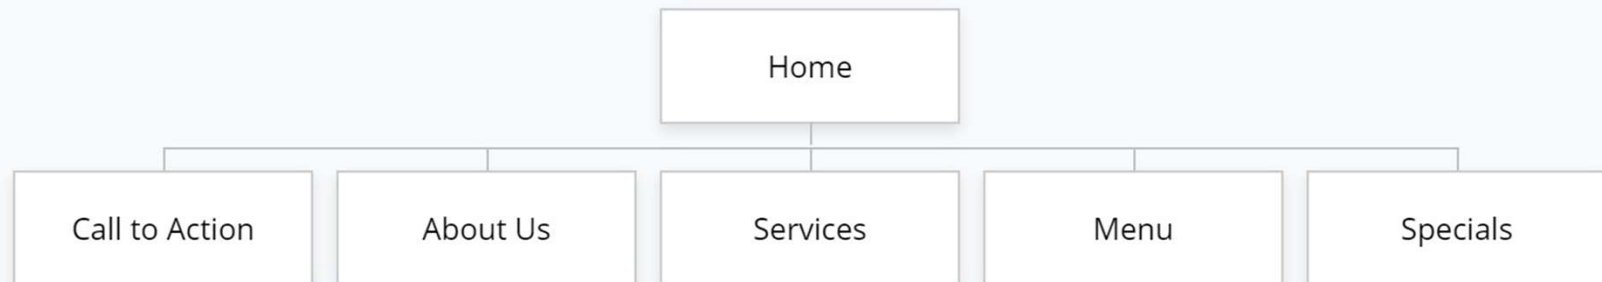 Home
Call to Action
About Us
Services
Menu
Specials